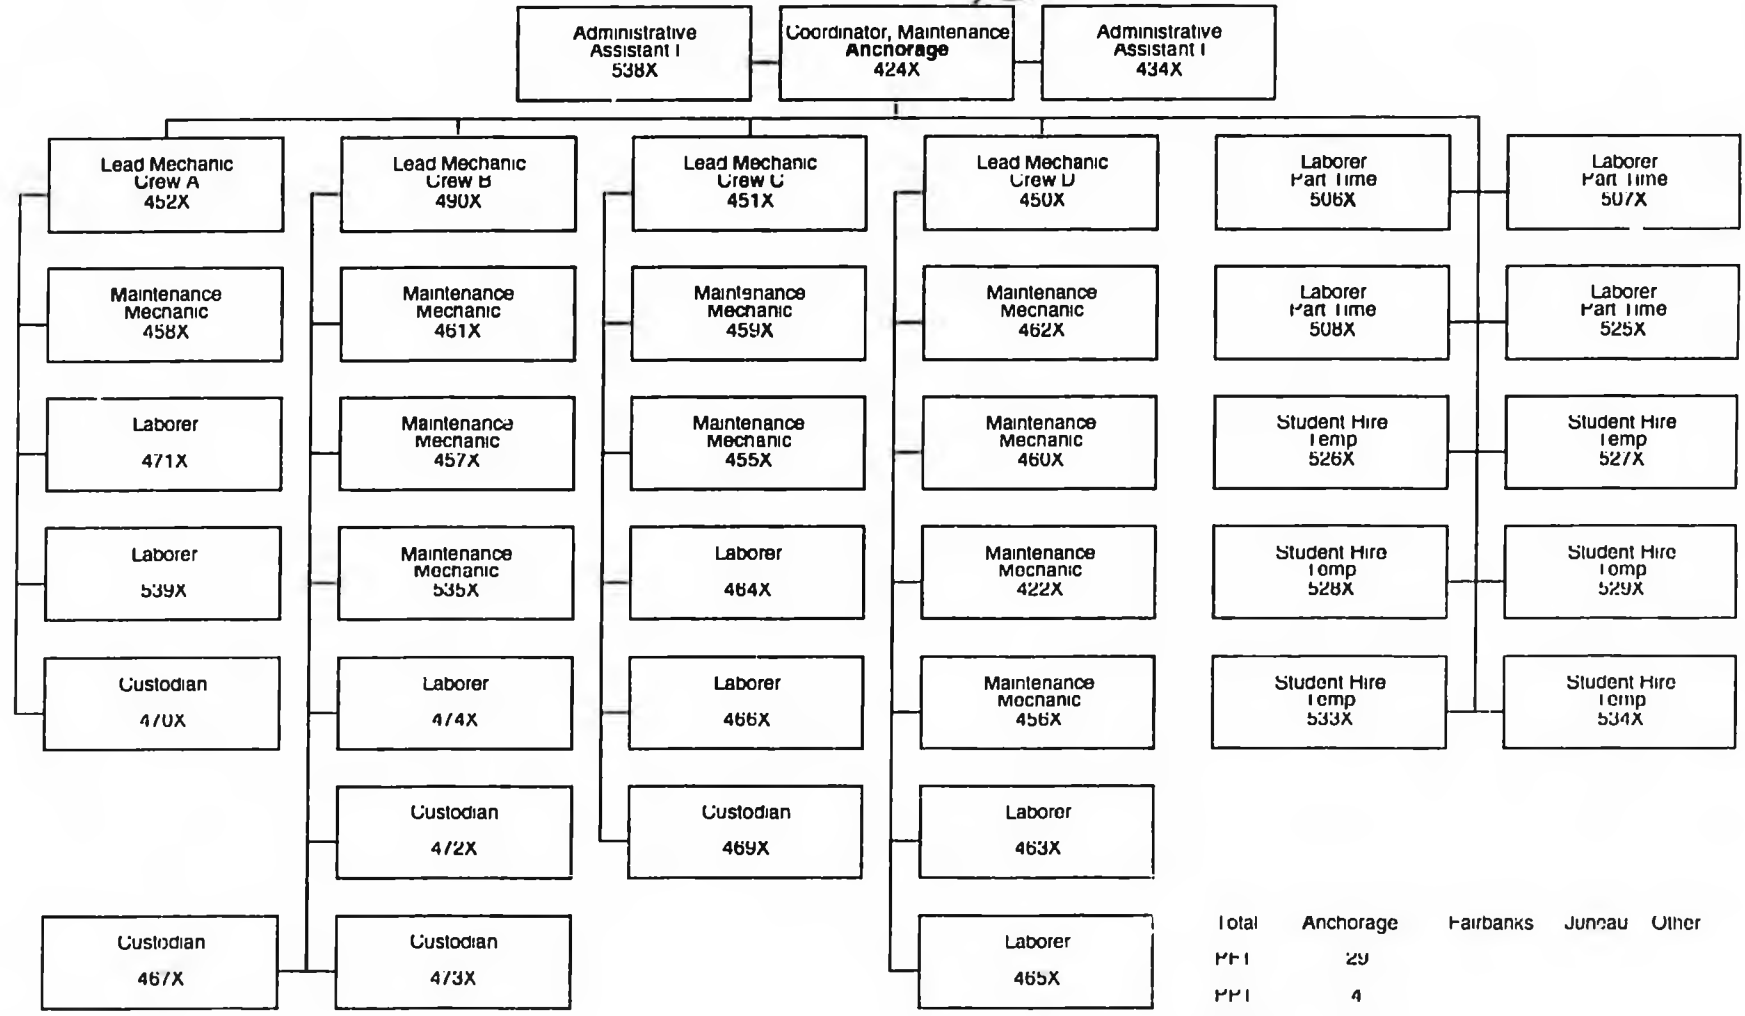 Administrative
Assistant I
538X
Coordinator, Maintenance
Anchorage
424X
Administrative
Assistant I
434X
Lead Mechanic
Crew A
452X
Lead Mechanic
Crew B
490X
Lead Mechanic
Crew C
451X
Lead Mechanic
Crew D
450X
Laborer
Part Time
506X
Laborer
Part Time
507X
Maintenance
Mechanic
458X
Maintenance
Mechanic
461X
Maintenance
Mechanic
459X
Maintenance
Mechanic
462X
Laborer
Part Time
508X
Laborer
Part Time
525X
Laborer
471X
Maintenance
Mechanic
457X
Maintenance
Mechanic
455X
Maintenance
Mechanic
460X
Student Hire
Temp
526X
Student Hire
Temp
527X
Laborer
539X
Maintenance
Mechanic
535X
Laborer
464X
Maintenance
Mechanic
422X
Student Hire
Temp
528X
Student Hire
Temp
529X
Custodian
470X
Laborer
474X
Laborer
466X
Maintenance
Mechanic
456X
Student Hire
Temp
533X
Student Hire
Temp
534X
Custodian
472X
Custodian
469X
Laborer
463X
Custodian
467X
Custodian
473X
Laborer
465X
Total Anchorage Fairbanks Juneau Other
PFT 29
PPT 4